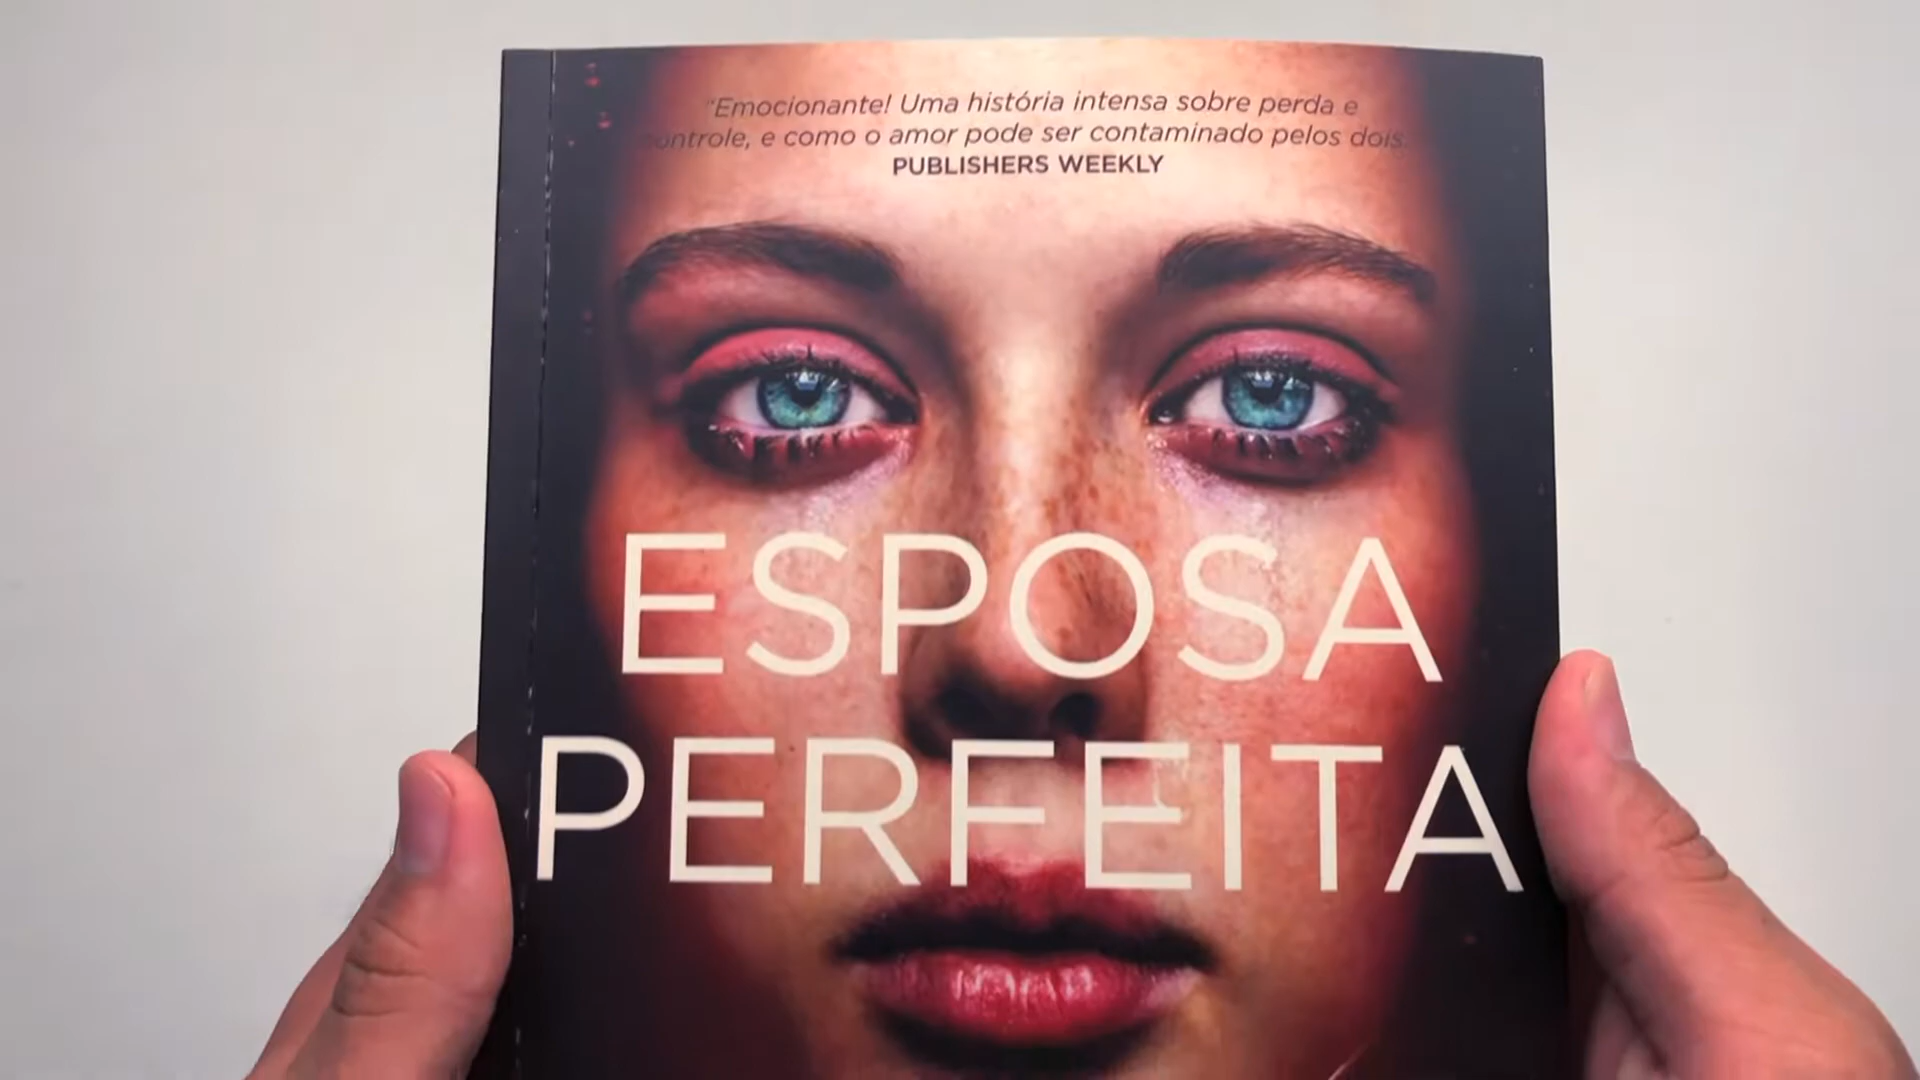 "Emocionante! Uma história intensa sobre perda e
controle, e como o amor pode ser contaminado pelos dois.
PUBLISHERS WEEKLY
ESPOSA
PERFEITA